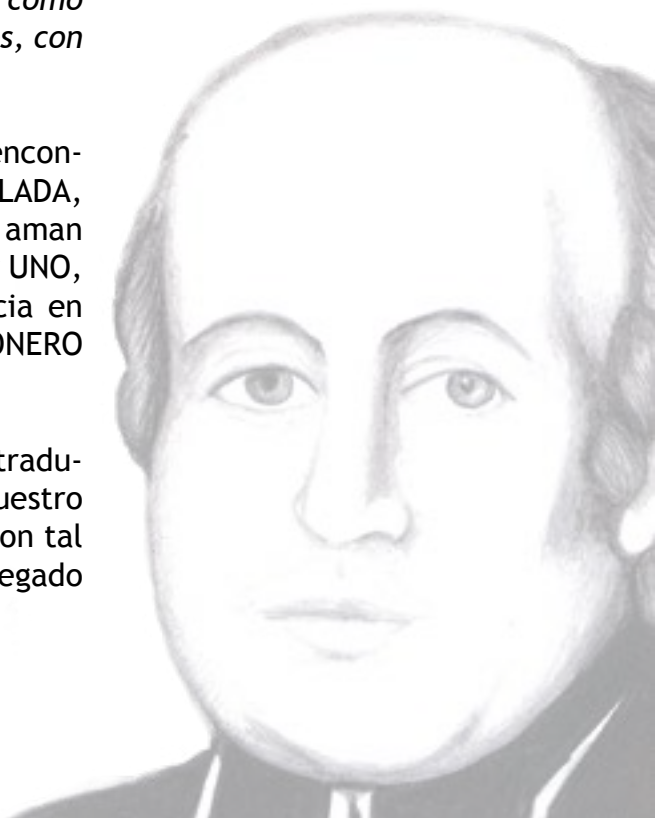 como
s, con
encon-
LADA,
aman
UNO,
cia en
ONERO
tradu-
uestro
on tal
egado